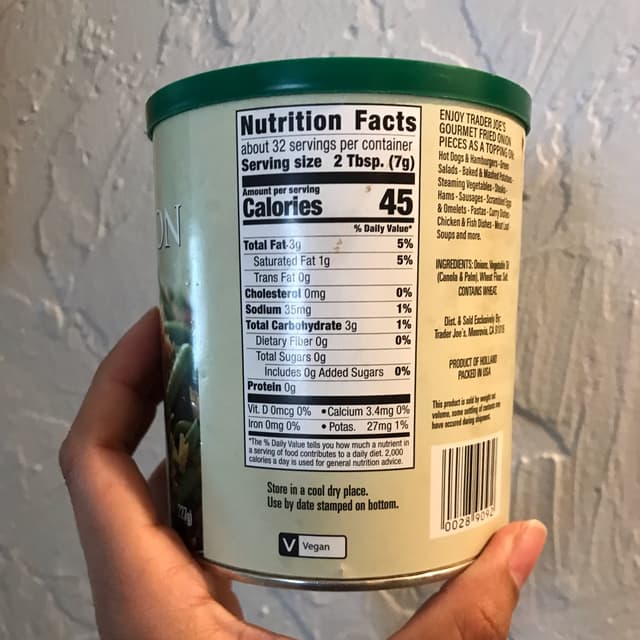 ON
227g)
Nutrition Facts
about 32 servings per container
Serving size 2 Tbsp. (7g)
Amount per serving
Calories 45
% Daily Value*
Total Fat 3g 5%
Saturated Fat 1g 5%
Trans Fat 0g
Cholesterol 0mg 0%
Sodium 35mg 1%
Total Carbohydrate 3g 1%
Dietary Fiber 0g 0%
Total Sugars 0g
Includes 0g Added Sugars 0%
Protein 0g
Vit. D 0mcg 0% • Calcium 3.4mg 0%
Iron 0mg 0% • Potas. 27mg 1%
*The % Daily Value tells you how much a nutrient in
a serving of food contributes to a daily diet. 2,000
calories a day is used for general nutrition advice.
Store in a cool dry place.
Use by date stamped on bottom.
V Vegan
ENJOY TRADER JOE'S
GOURMET FRIED ONION
PIECES AS A TOPPING ON:
Hot Dogs & Hamburgers - Green
Salads - Baked & Mashed Potatoes
Steaming Vegetables - Steaks -
Hams - Sausages - Scrambled Eggs
& Omelets - Pastas - Curry Dishes
Chicken & Fish Dishes - Meat Loaf
Soups and more.
INGREDIENTS: Onions, Vegetable Oil
(Canola & Palm), Wheat Flour, Salt.
CONTAINS WHEAT.
Dist. & Sold Exclusively By:
Trader Joe's, Monrovia, CA 91016
PRODUCT OF HOLLAND
PACKED IN USA
This product is sold by weight not
volume, some settling of contents may
have occured during shipment.
0028 9092